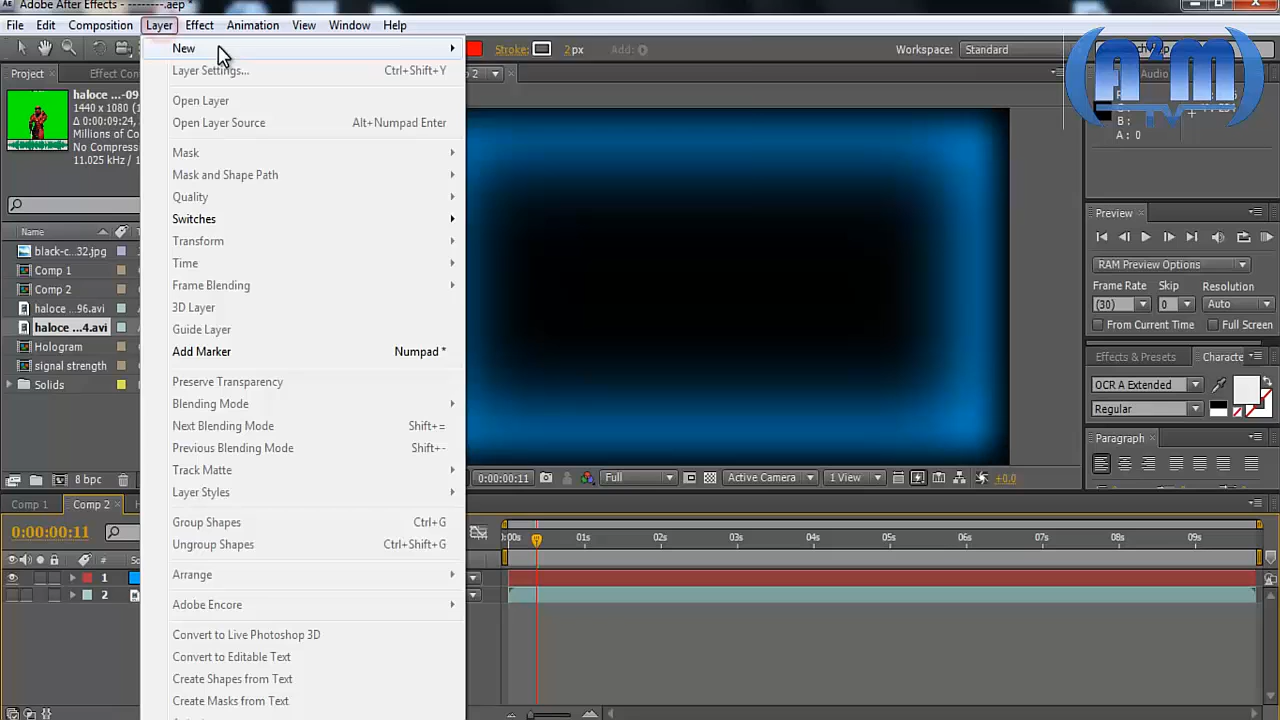 Adobe After Effects - --------.aep *
File Edit Composition Layer Effect Animation View Window Help
New
Stroke: 2 px Add:
Workspace: Standard
Layer Settings... Ctrl+Shift+Y
Project Effect Con
2
Audio
haloce ...-09
1440 x 1080
Δ 0:00:09:24,
Millions of Co
No Compress
11.025 kHz
Open Layer
Open Layer Source Alt+Numpad Enter
B :
A : 0
Mask
Mask and Shape Path
Quality
Switches
Preview
Name
Transform
black-c...32.jpg
Time
RAM Preview Options
Comp 1
Frame Blending
Frame Rate Skip Resolution
Comp 2
3D Layer
(30) 0 Auto
haloce ...96.avi
Guide Layer
From Current Time Full Screen
haloce ...4.avi
Add Marker Numpad *
Hologram
Effects & Presets Characte
signal strength
Preserve Transparency
OCR A Extended
Solids
Blending Mode
Regular
Next Blending Mode Shift+=
Previous Blending Mode Shift+-
Paragraph
Track Matte
8 bpc
0:00:00:11 Full Active Camera 1 View +0.0
Layer Styles
Comp 1 Comp 2
Group Shapes Ctrl+G
0:00:00:11
Ungroup Shapes Ctrl+Shift+G
:00s 01s 02s 03s 04s 05s 06s 07s 08s 09s
#
Arrange
1
2
Adobe Encore
Convert to Live Photoshop 3D
Convert to Editable Text
Create Shapes from Text
Create Masks from Text
A2M
TV